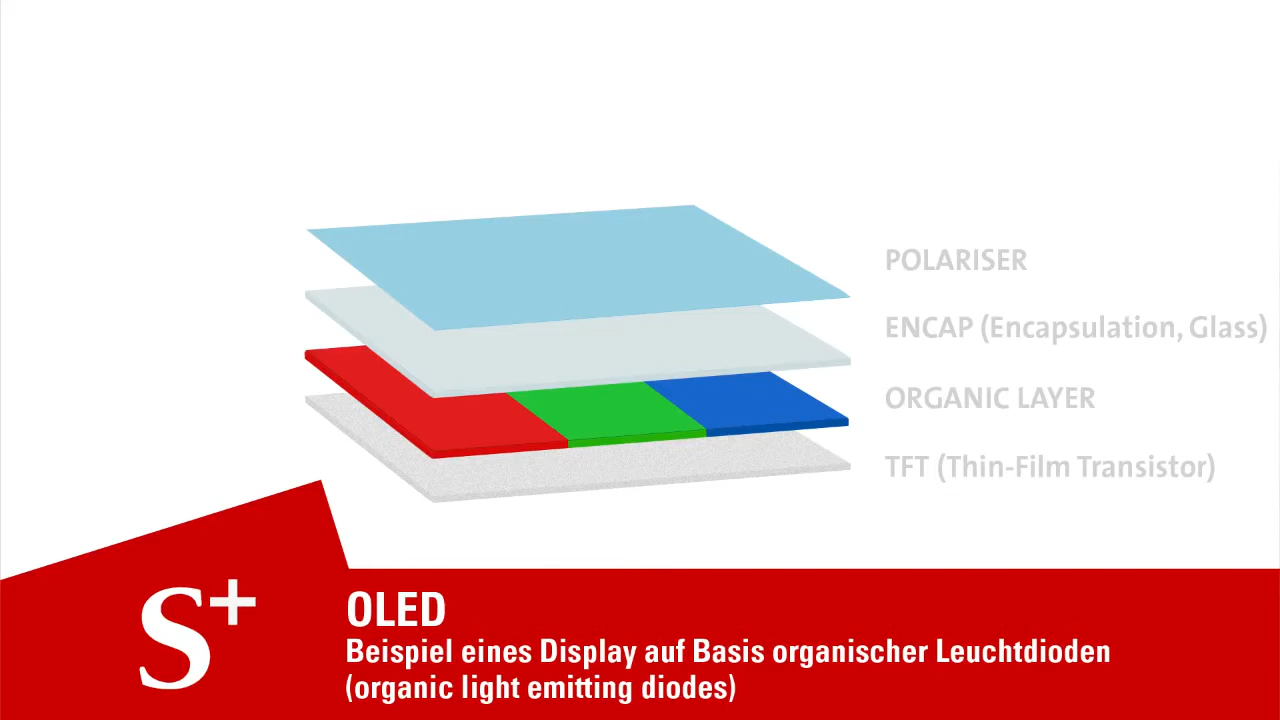 POLARISER
ENCAP (Encapsulation, Glass)
ORGANIC LAYER
TFT (Thin-Film Transistor)
S+
OLED
Beispiel eines Display auf Basis organischer Leuchtdioden
(organic light emitting diodes)